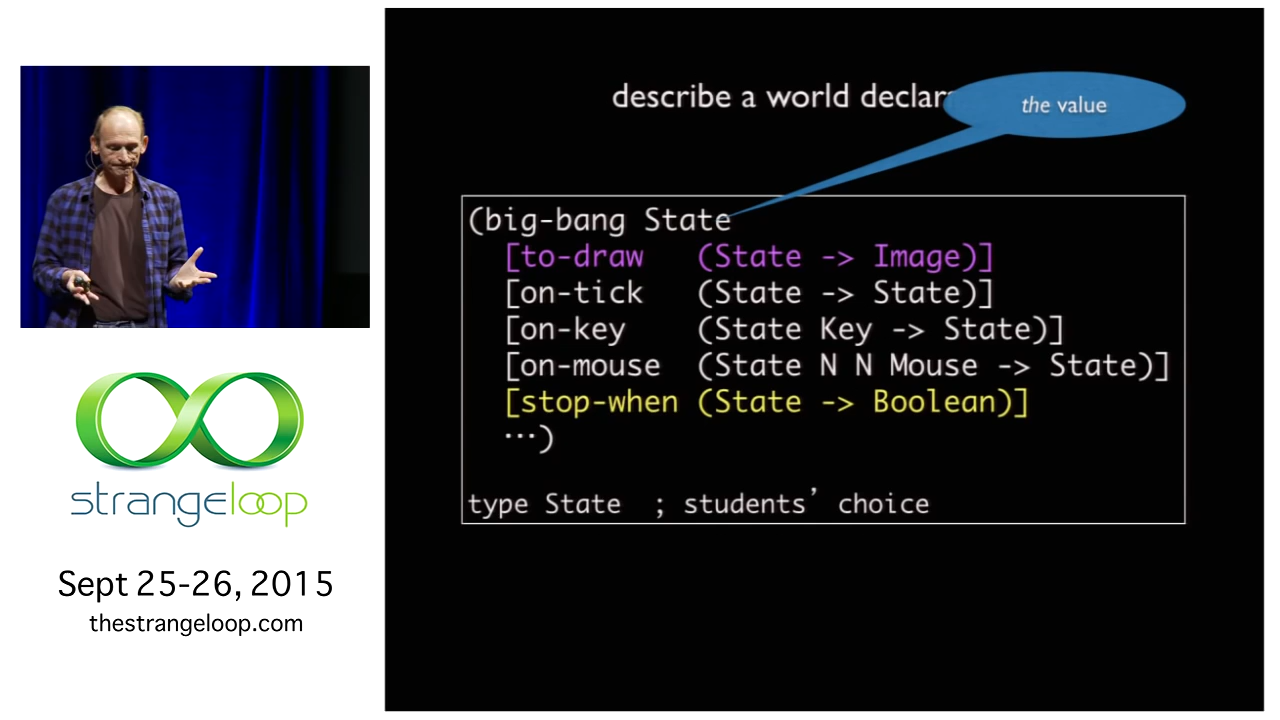 describe a world declar
the value
(big-bang State
[to-draw (State -> Image)]
[on-tick (State -> State)]
[on-key (State Key -> State)]
[on-mouse (State N N Mouse -> State)]
[stop-when (State -> Boolean)]
...)
type State ; students’ choice
strangeloop
Sept 25-26, 2015
thestrangeloop.com